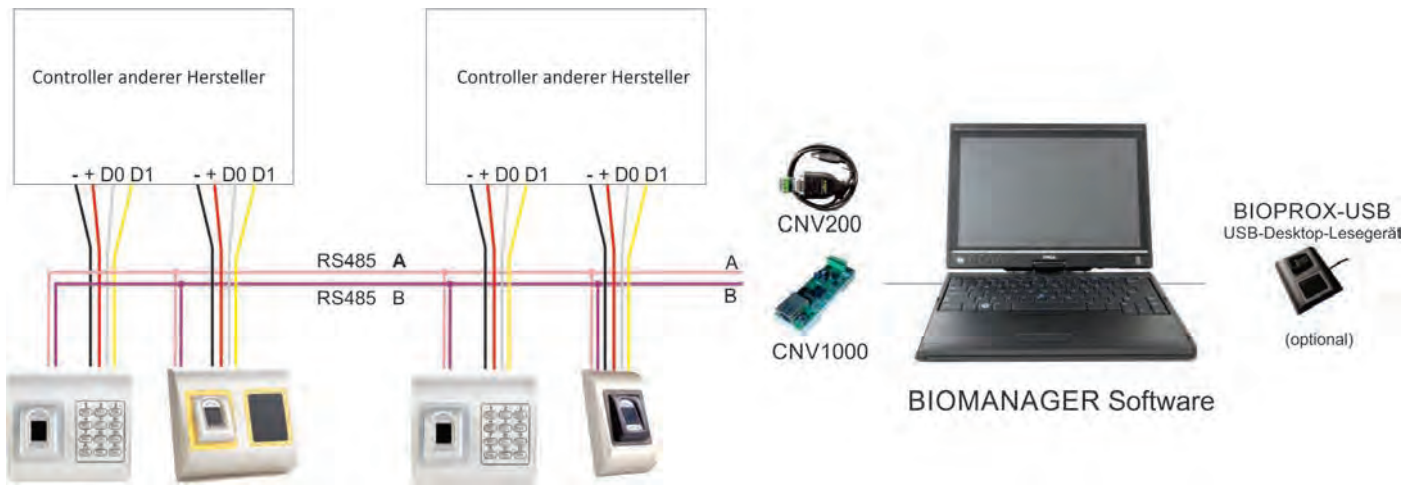 Controller anderer Hersteller
Controller anderer Hersteller
- + D0 D1
- + D0 D1
- + D0 D1
- + D0 D1
RS485 A
A
RS485 B
B
CNV200
CNV1000
BIOPROX-USB
USB-Desktop-Lesegerät
(optional)
BIOMANAGER Software